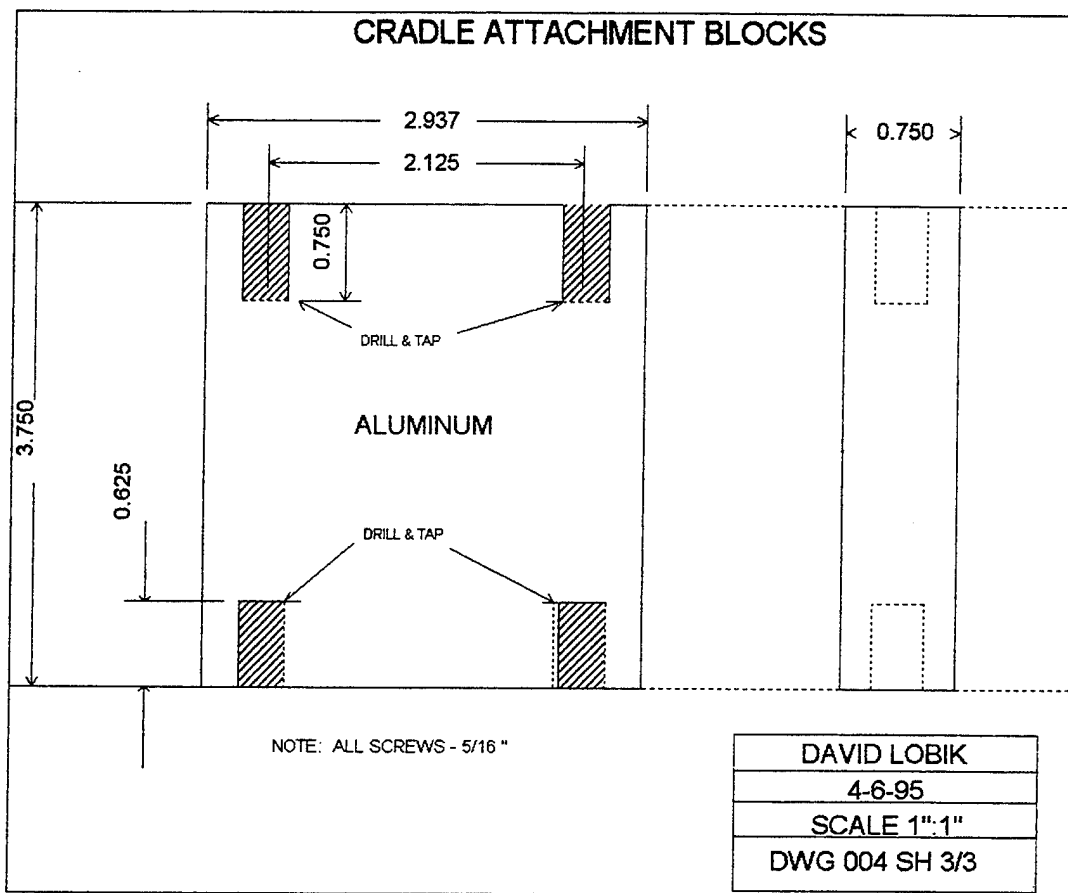 CRADLE ATTACHMENT BLOCKS
2.937
0.750
2.125
0.750
DRILL & TAP
3.750
ALUMINUM
0.625
DRILL & TAP
NOTE: ALL SCREWS - 5/16 "
DAVID LOBIK
4-6-95
SCALE 1":1"
DWG 004 SH 3/3